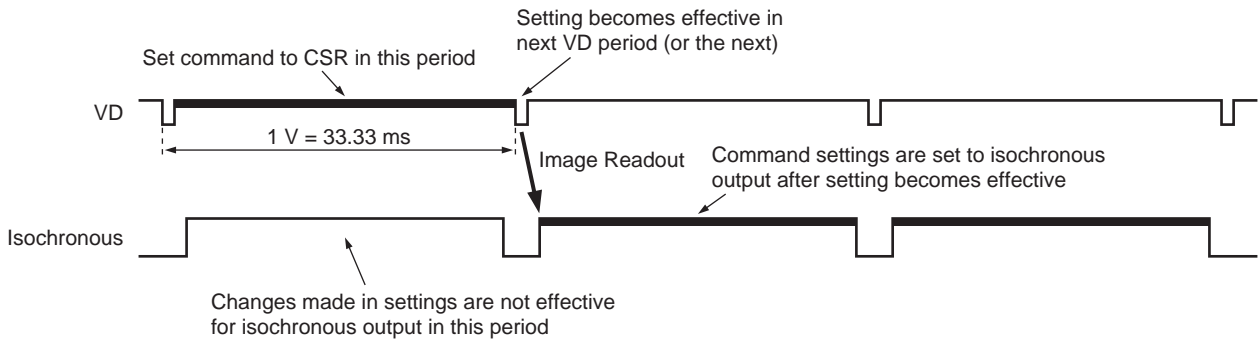 Setting becomes effective in
next VD period (or the next)
Set command to CSR in this period
VD
1 V = 33.33 ms
Image Readout
Command settings are set to isochronous
output after setting becomes effective
Isochronous
Changes made in settings are not effective
for isochronous output in this period